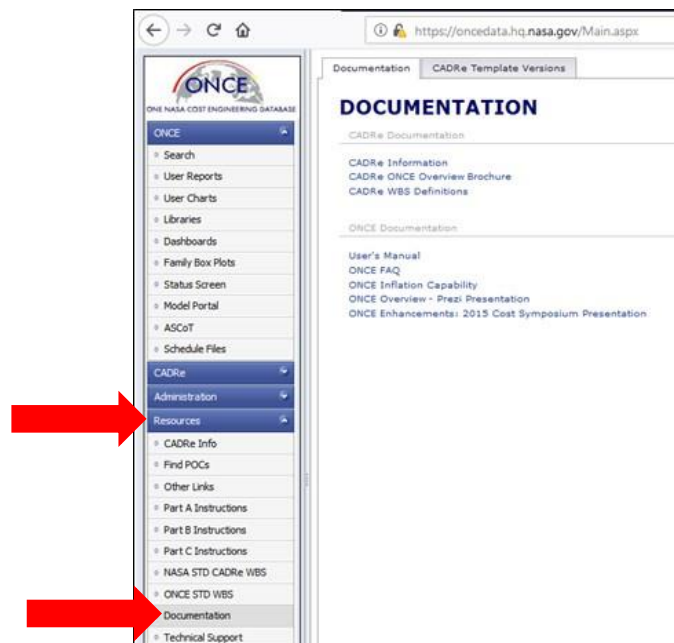 https://oncedata.hq.nasa.gov/Main.aspx
ONCE
ONE NASA COST ENGINEERING DATABASE
ONCE
Search
User Reports
User Charts
Libraries
Dashboards
Family Box Plots
Status Screen
Model Portal
ASCoT
Schedule Files
CADRe
Administration
Resources
CADRe Info
Find POCs
Other Links
Part A Instructions
Part B Instructions
Part C Instructions
NASA STD CADRe WBS
ONCE STD WBS
Documentation
Technical Support
Documentation
CADRe Template Versions
DOCUMENTATION
CADRe Documentation
CADRe Information
CADRe ONCE Overview Brochure
CADRe WBS Definitions
ONCE Documentation
User's Manual
ONCE FAQ
ONCE Inflation Capability
ONCE Overview - Prezi Presentation
ONCE Enhancements: 2015 Cost Symposium Presentation